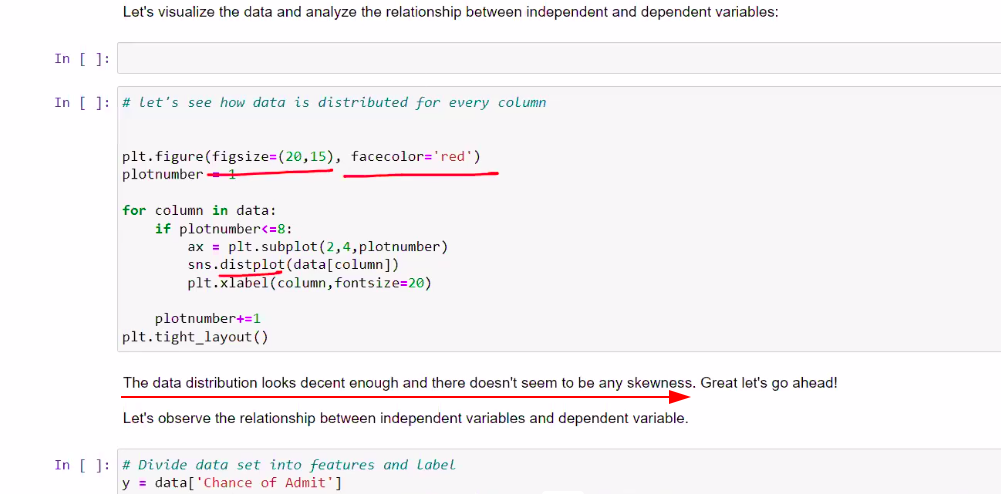 Let's visualize the data and analyze the relationship between independent and dependent variables:
In [ ]:
In [ ]: # let's see how data is distributed for every column
plt.figure(figsize=(20,15), facecolor='red')
plotnumber = 1
for column in data:
if plotnumber<=8:
ax = plt.subplot(2,4,plotnumber)
sns.distplot(data[column])
plt.xlabel(column,fontsize=20)
plotnumber+=1
plt.tight_layout()
The data distribution looks decent enough and there doesn't seem to be any skewness. Great let's go ahead!
Let's observe the relationship between independent variables and dependent variable.
In [ ]: # Divide data set into features and Label
y = data['Chance of Admit']